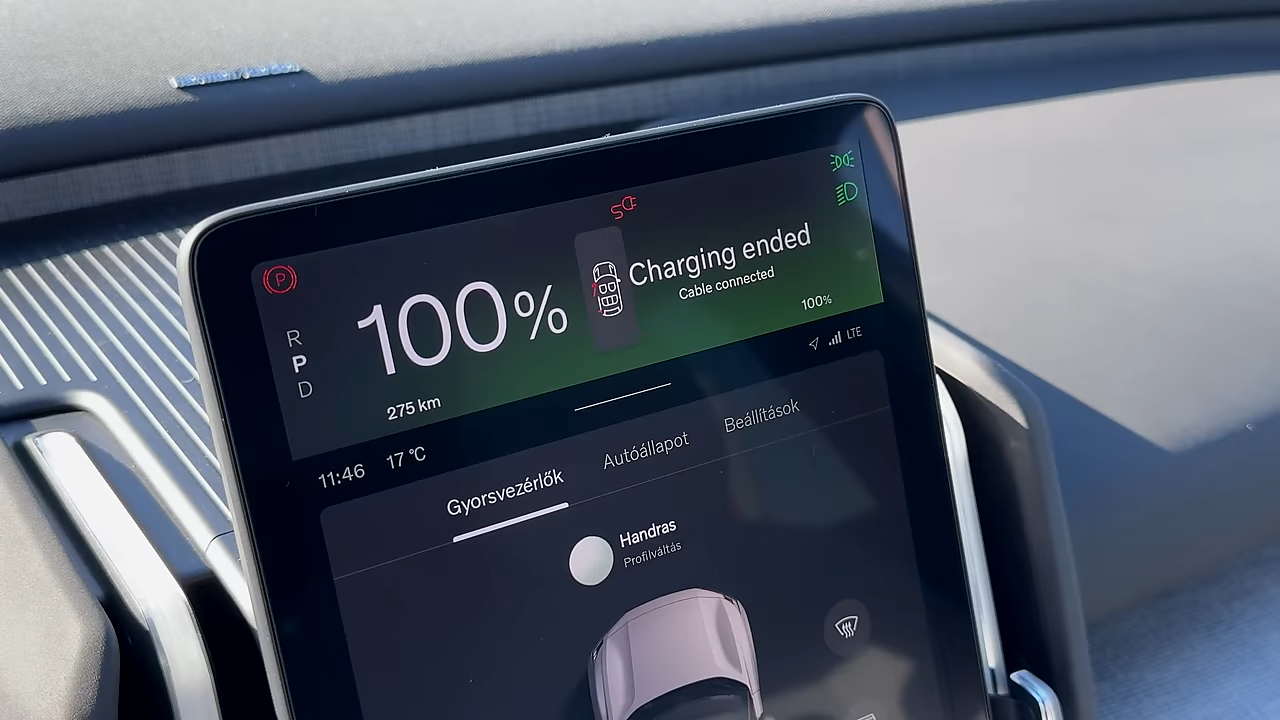 P
R
P
D
100%
275 km
Charging ended
Cable connected
100%
LTE
11:46 17 °C
Gyorsvezérlők Autóállapot Beállítások
Handras
Profilváltás